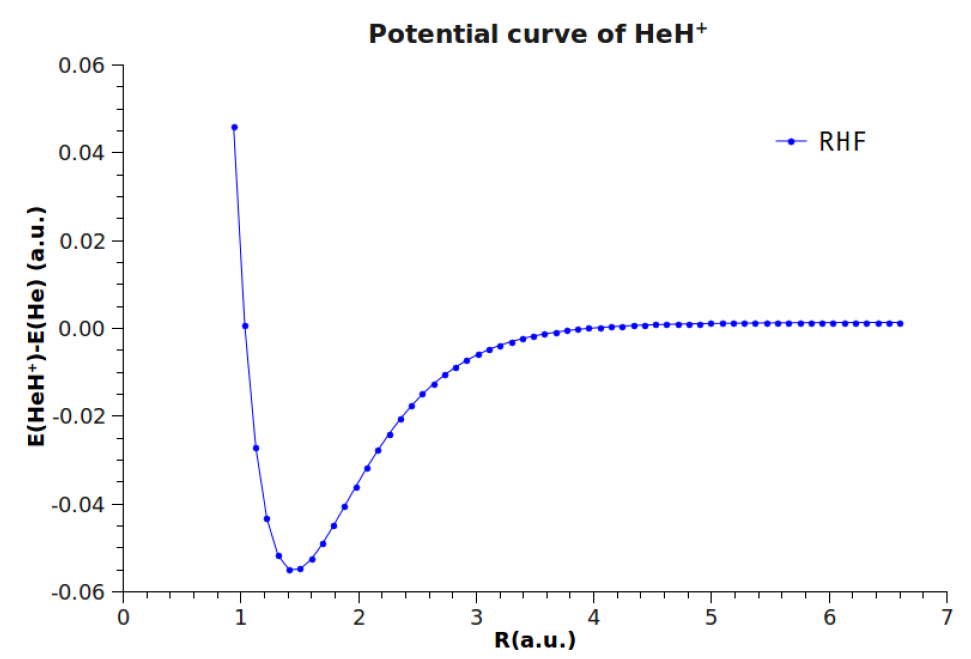 Potential curve of HeH⁺
0.06
0.04
0.02
0.00
-0.02
-0.04
-0.06
E(HeH⁺)-E(He) (a.u.)
RHF
0 1 2 3 4 5 6 7
R(a.u.)